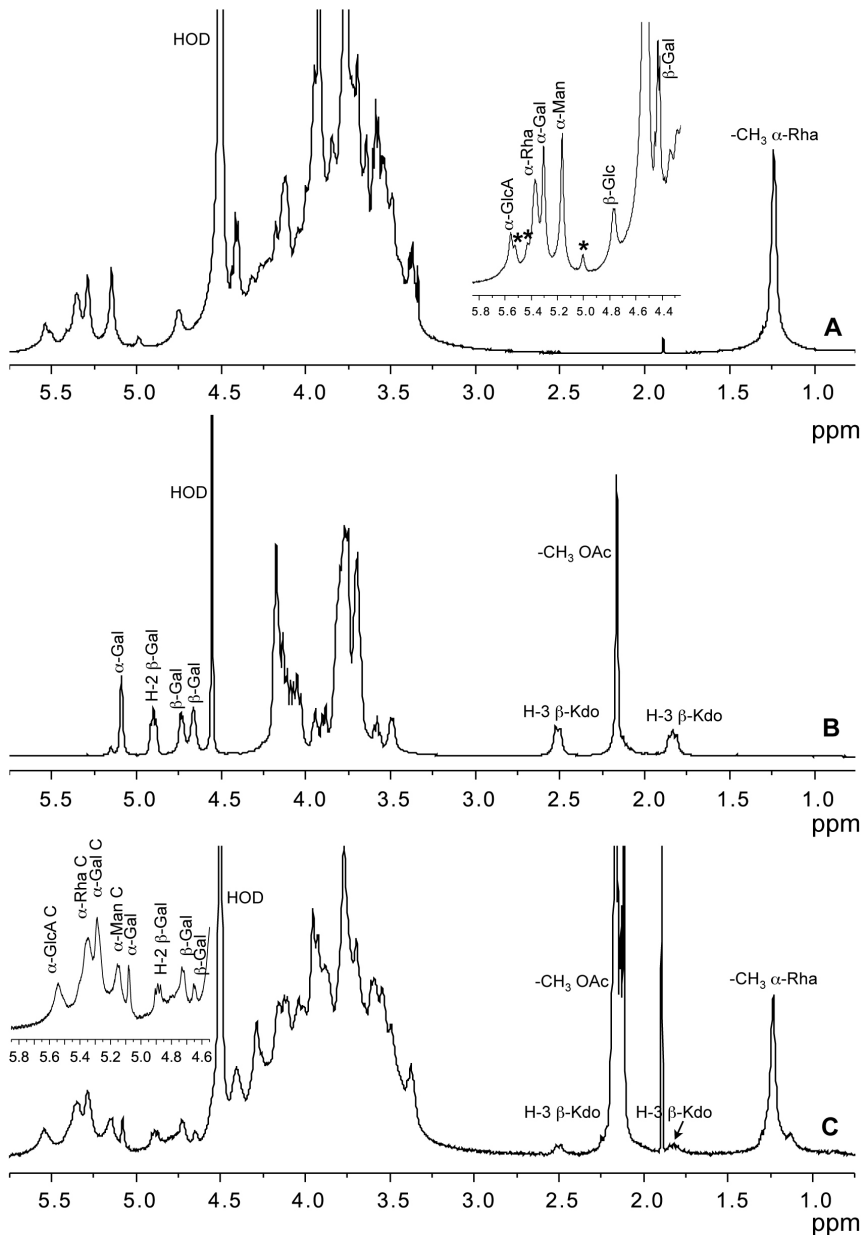 HOD
β-Gal
α-GlcA
α-Rha
α-Gal
α-Man
β-Glc
* * *
-CH₃ α-Rha
5.8 5.6 5.4 5.2 5.0 4.8 4.6 4.4
A
5.5 5.0 4.5 4.0 3.5 3.0 2.5 2.0 1.5 1.0
ppm
HOD
-CH₃ OAc
α-Gal
H-2 β-Gal
β-Gal
β-Gal
H-3 β-Kdo
H-3 β-Kdo
B
5.5 5.0 4.5 4.0 3.5 3.0 2.5 2.0 1.5 1.0
ppm
α-GlcA C
α-Rha C
α-Gal C
α-Man C
α-Gal
H-2 β-Gal
β-Gal
β-Gal
HOD
5.8 5.6 5.4 5.2 5.0 4.8 4.6
-CH₃ OAc
-CH₃ α-Rha
H-3 β-Kdo
H-3 β-Kdo
C
5.5 5.0 4.5 4.0 3.5 3.0 2.5 2.0 1.5 1.0
ppm